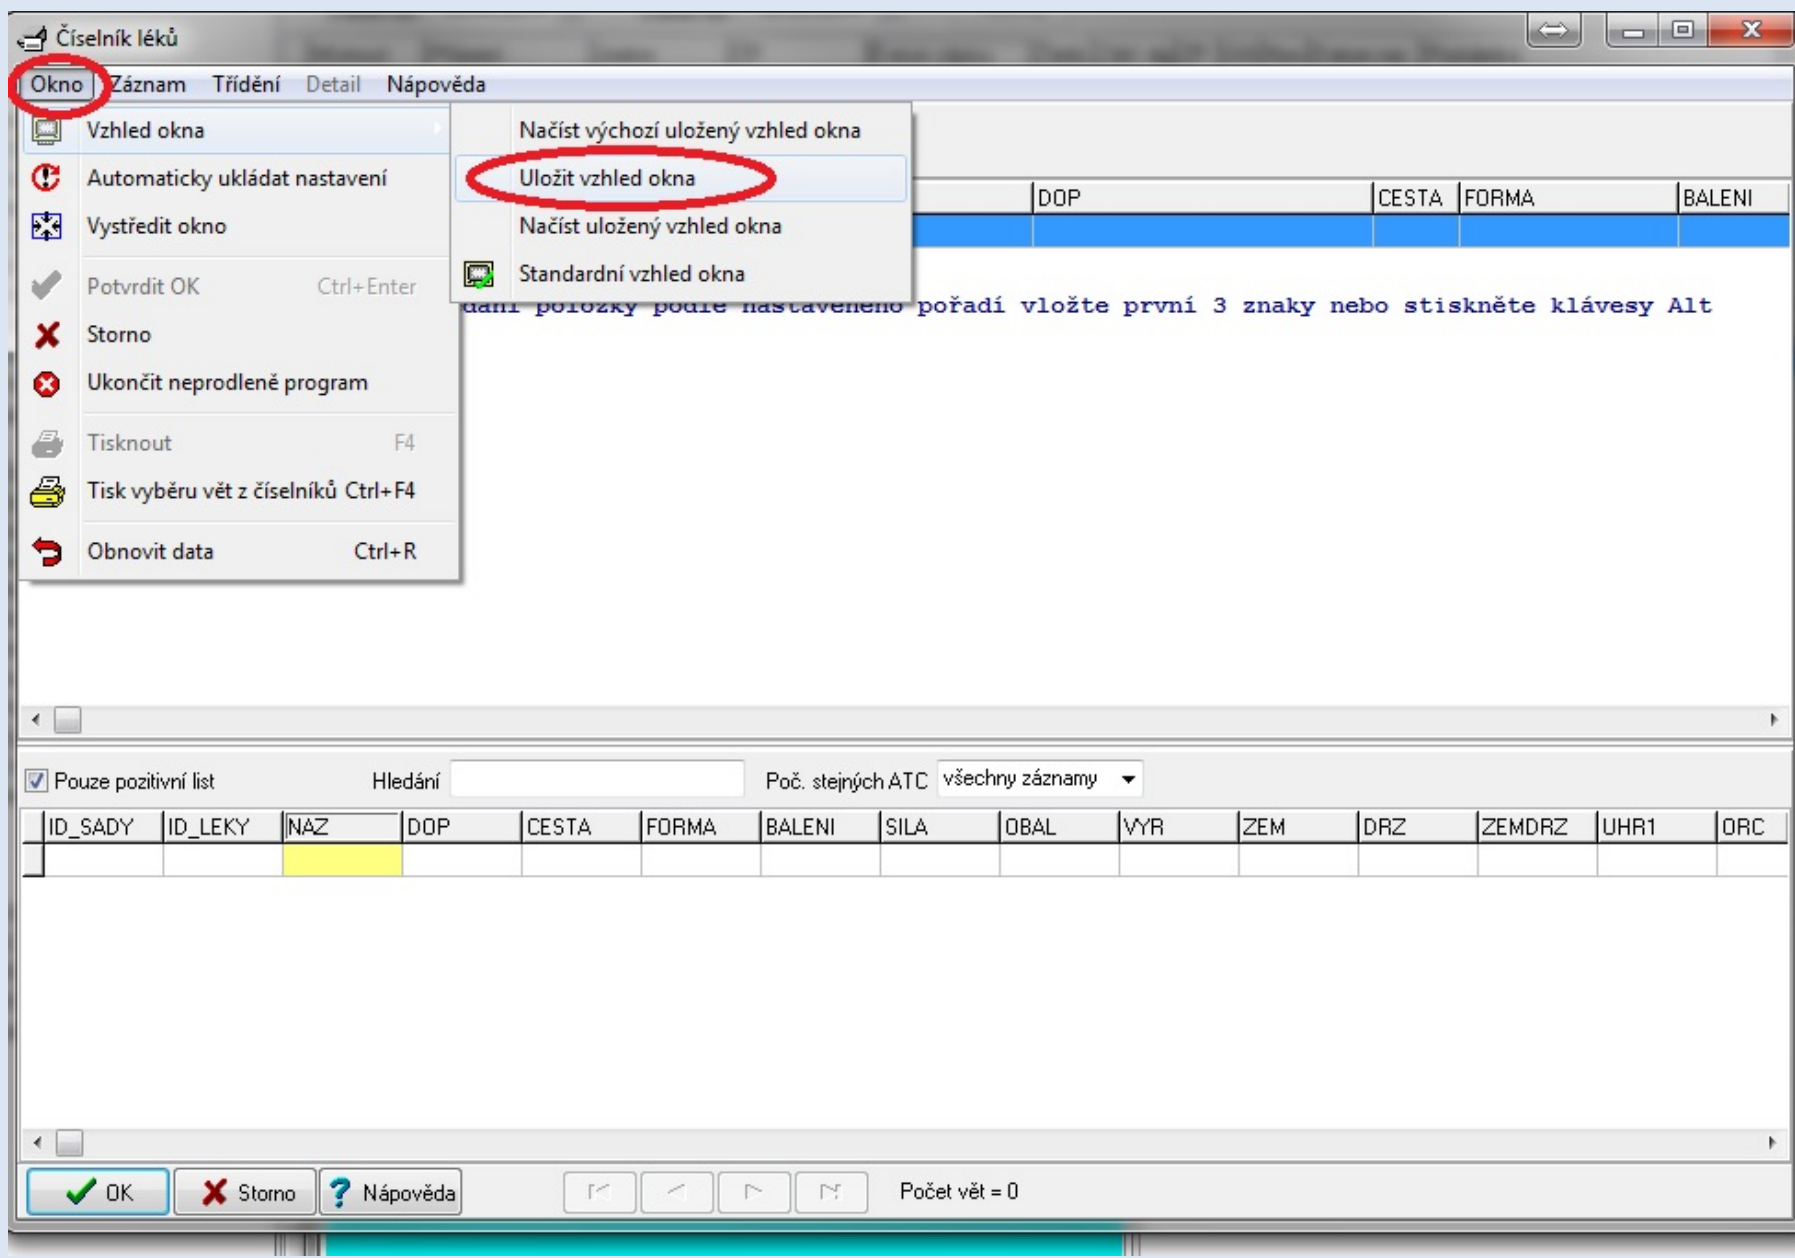 Číselník léků
Okno Záznam Třídění Detail Nápověda
Vzhled okna
Automaticky ukládat nastavení
Vystředit okno
Potvrdit OK Ctrl+Enter
Storno
Ukončit neprodleně program
Tisknout F4
Tisk vyběru vět z číselníků Ctrl+F4
Obnovit data Ctrl+R
Načíst výchozí uložený vzhled okna
Uložit vzhled okna
Načíst uložený vzhled okna
Standardní vzhled okna
DOP CESTA FORMA BALENI
položky podle nastaveného pořadí vložte první 3 znaky nebo stiskněte klávesy Alt
Pouze pozitivní list Hledání Poč. stejných ATC všechny záznamy
ID_SADY ID_LEKY NAZ DOP CESTA FORMA BALENI SILA OBAL VYR ZEM DRZ ZEMDRZ UHR1 ORC
OK Storno Nápověda Počet vět = 0